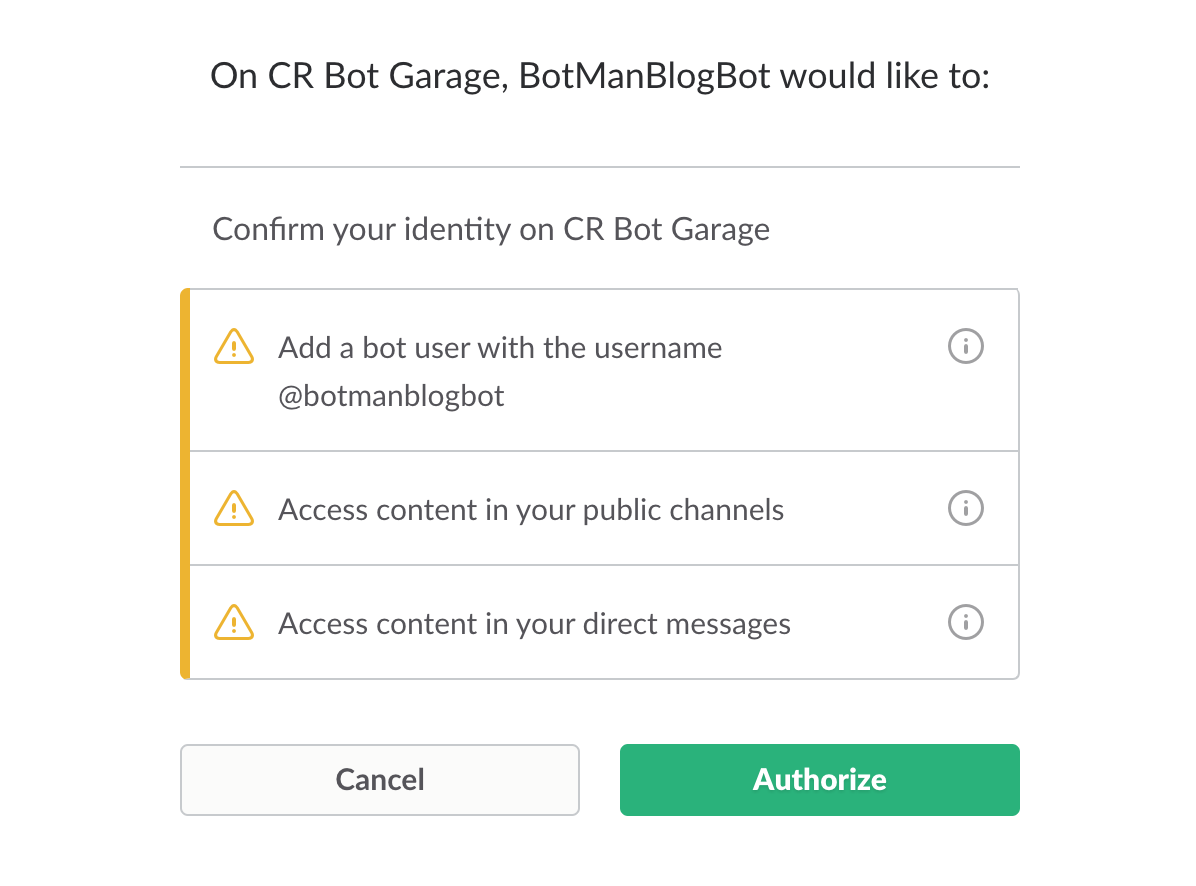 On CR Bot Garage, BotManBlogBot would like to:
Confirm your identity on CR Bot Garage
Add a bot user with the username
@botmanblogbot
Access content in your public channels
Access content in your direct messages
Cancel
Authorize